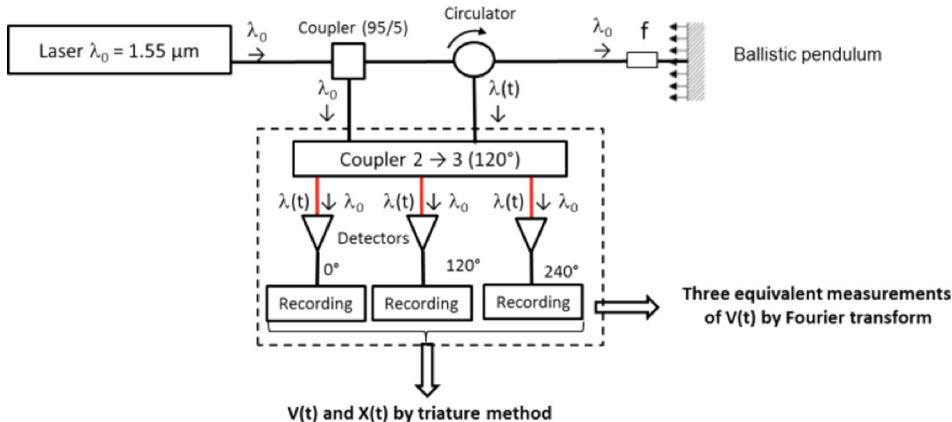 Circulator
Coupler (95/5)
Laser λ₀ = 1.55 μm
λ₀
λ₀
f
Ballistic pendulum
λ₀
λ(t)
Coupler 2 → 3 (120°)
λ(t) λ₀ λ(t) λ₀ λ(t) λ₀
Detectors
0° 120° 240°
Recording Recording Recording
Three equivalent measurements
of V(t) by Fourier transform
V(t) and X(t) by triature method